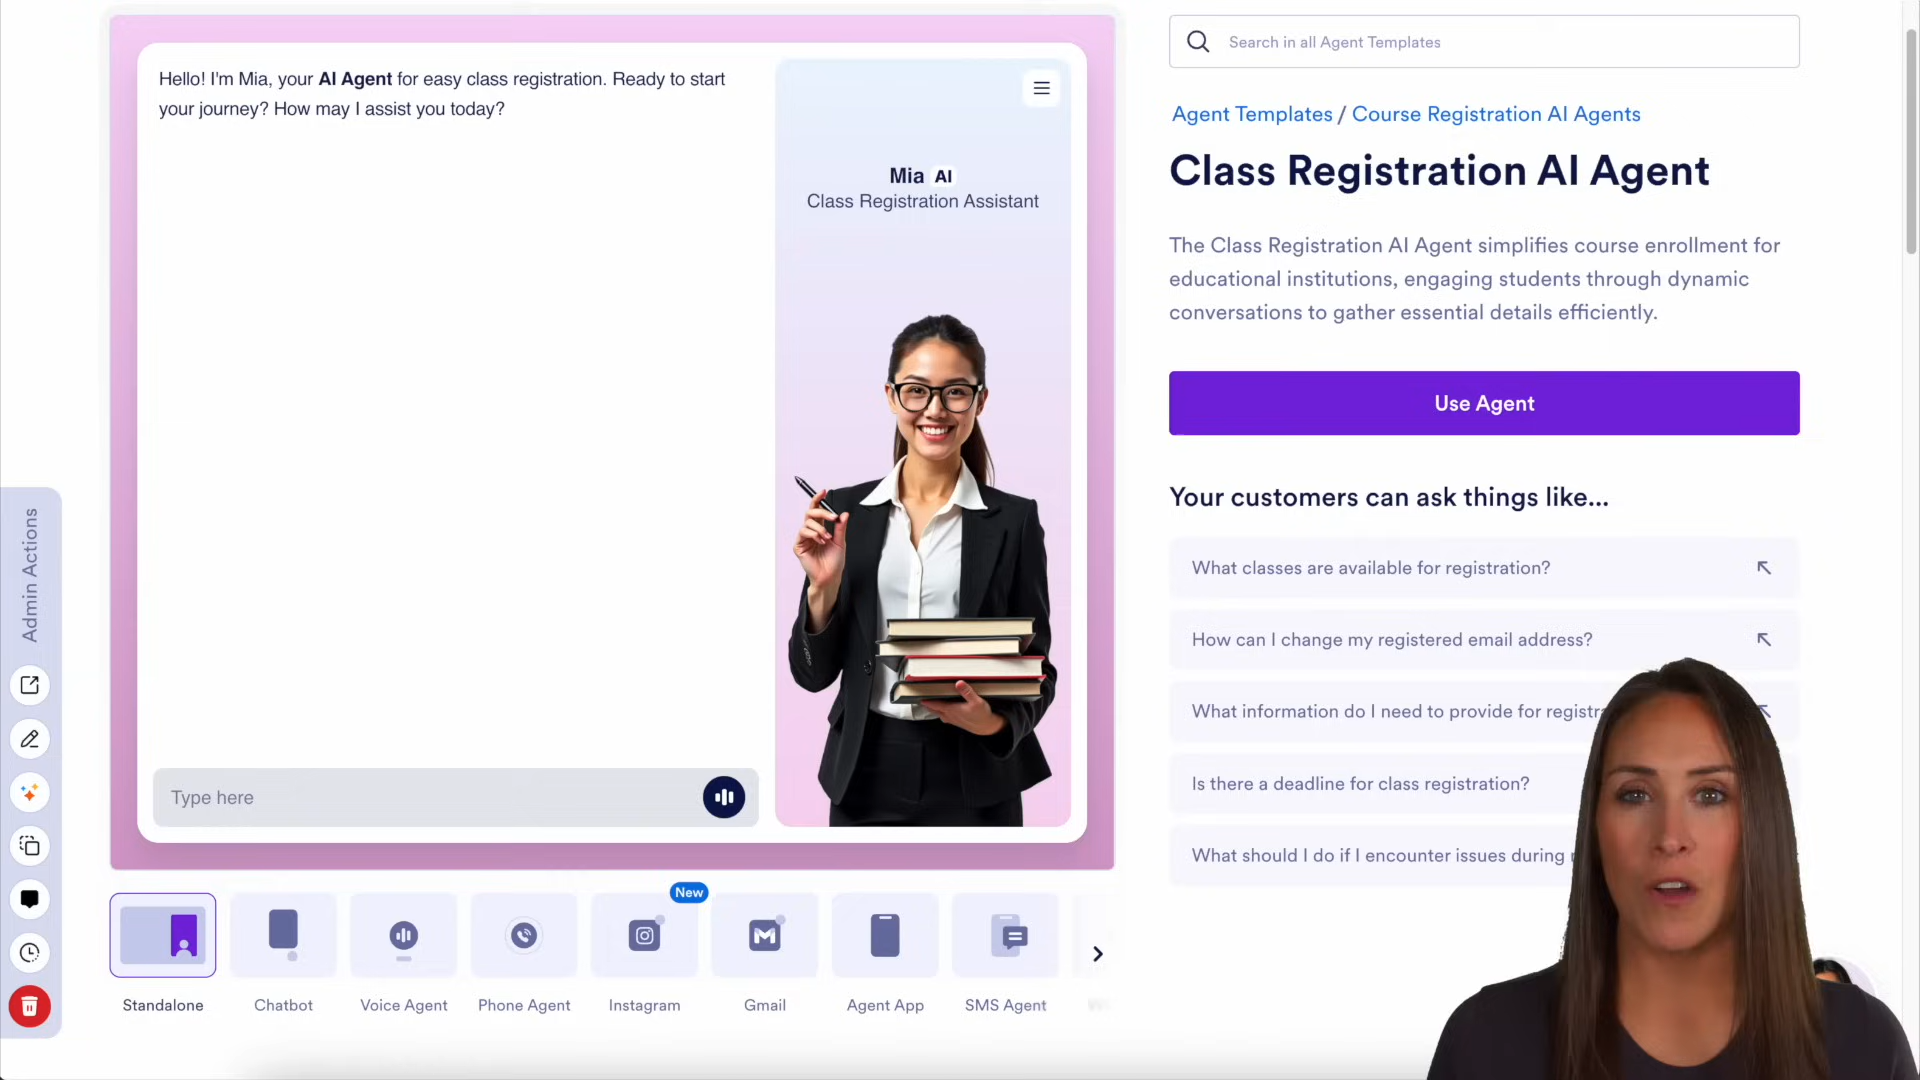 Hello! I'm Mia, your AI Agent for easy class registration. Ready to start
your journey? How may I assist you today?
Mia AI
Class Registration Assistant
Type here
Search in all Agent Templates
Agent Templates / Course Registration AI Agents
Class Registration AI Agent
The Class Registration AI Agent simplifies course enrollment for
educational institutions, engaging students through dynamic
conversations to gather essential details efficiently.
Use Agent
Your customers can ask things like...
What classes are available for registration?
How can I change my registered email address?
What information do I need to provide for
Is there a deadline for class registration?
What should I do if I encounter issues during
Admin Actions
New
Standalone
Chatbot
Voice Agent
Phone Agent
Instagram
Gmail
Agent App
SMS Agent